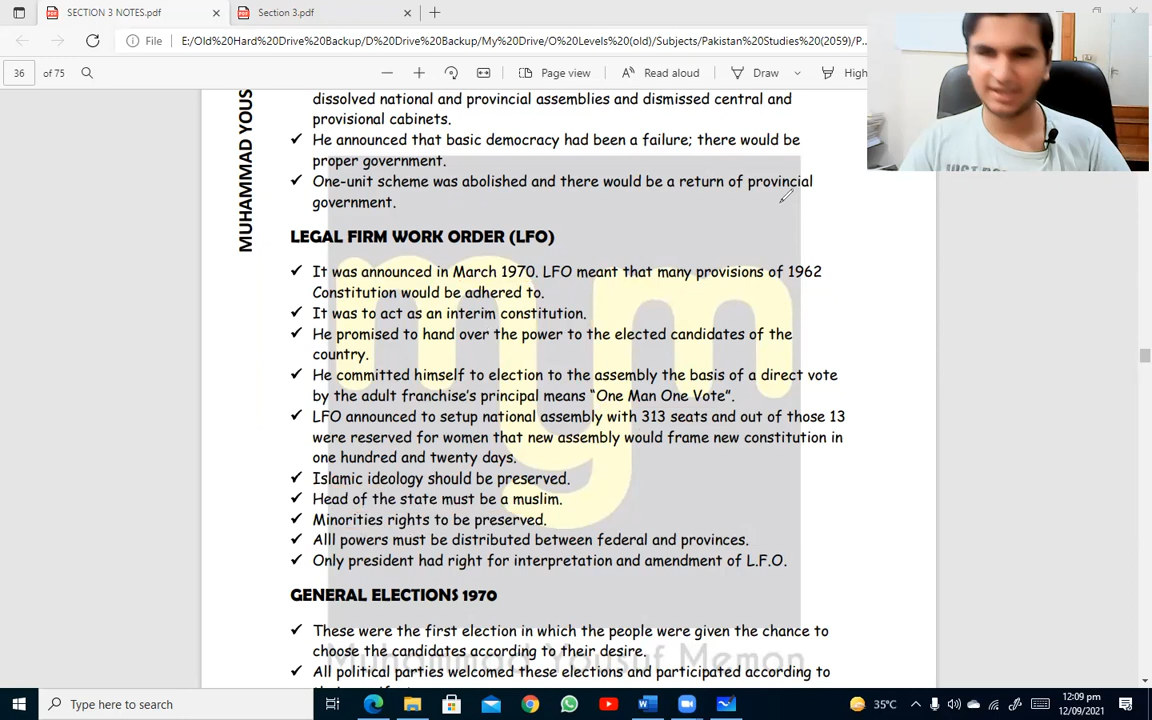 SECTION 3 NOTES.pdf
Section 3.pdf
File
E:/Old%20Hard%20Drive%20Backup/D%20Drive%20Backup/My%20Drive/O%20Levels%20(old)/Subjects/Pakistan%20Studies%20(2059)/P...
36 of 75
Page view
Read aloud
Draw
High
MUHAMMAD YOUS
dissolved national and provincial assemblies and dismissed central and
provisional cabinets.
✓ He announced that basic democracy had been a failure; there would be
proper government.
✓ One-unit scheme was abolished and there would be a return of provincial
government.
LEGAL FIRM WORK ORDER (LFO)
✓ It was announced in March 1970. LFO meant that many provisions of 1962
Constitution would be adhered to.
✓ It was to act as an interim constitution.
✓ He promised to hand over the power to the elected candidates of the
country.
✓ He committed himself to election to the assembly the basis of a direct vote
by the adult franchise's principal means “One Man One Vote”.
✓ LFO announced to setup national assembly with 313 seats and out of those 13
were reserved for women that new assembly would frame new constitution in
one hundred and twenty days.
✓ Islamic ideology should be preserved.
✓ Head of the state must be a muslim.
✓ Minorities rights to be preserved.
✓ Alll powers must be distributed between federal and provinces.
✓ Only president had right for interpretation and amendment of L.F.O.
GENERAL ELECTIONS 1970
✓ These were the first election in which the people were given the chance to
choose the candidates according to their desire.
✓ All political parties welcomed these elections and participated according to
mym
Muhammad Yousuf Memon
Type here to search
35°C
12:09 pm
12/09/2021